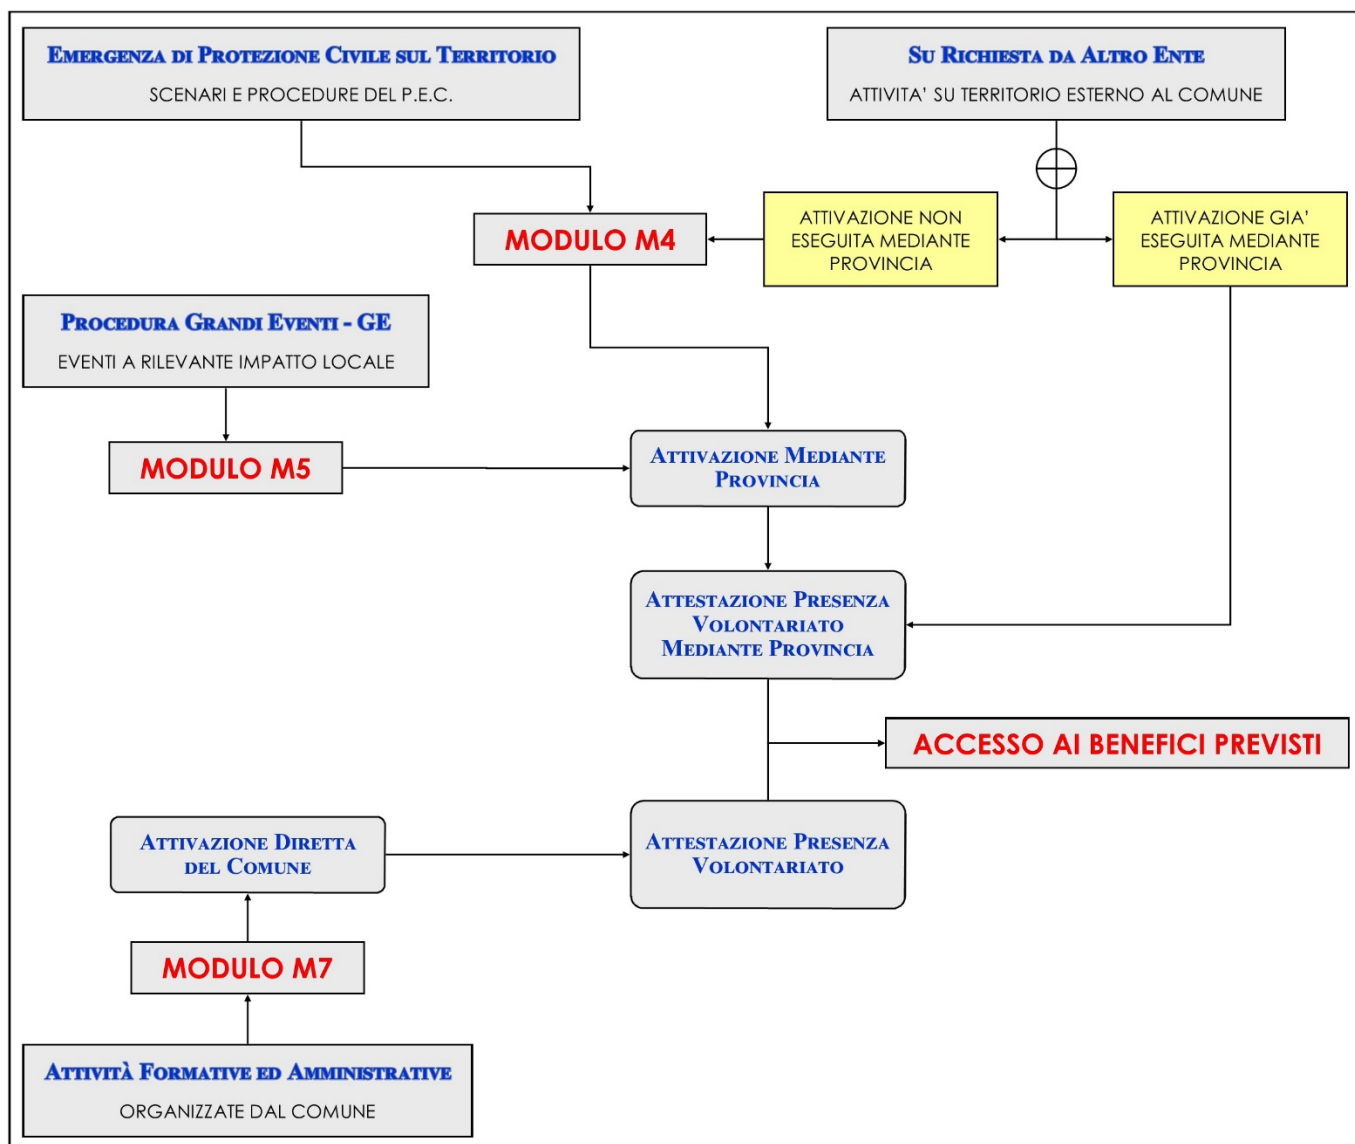 EMERGENZA DI PROTEZIONE CIVILE SUL TERRITORIO
SCENARI E PROCEDURE DEL P.E.C.
SU RICHIESTA DA ALTRO ENTE
ATTIVITA' SU TERRITORIO ESTERNO AL COMUNE
MODULO M4
ATTIVAZIONE NON
ESEGUITA MEDIANTE
PROVINCIA
ATTIVAZIONE GIA'
ESEGUITA MEDIANTE
PROVINCIA
PROCEDURA GRANDI EVENTI - GE
EVENTI A RILEVANTE IMPATTO LOCALE
MODULO M5
ATTIVAZIONE MEDIANTE
PROVINCIA
ATTESTAZIONE PRESENZA
VOLONTARIATO
MEDIANTE PROVINCIA
ACCESSO AI BENEFICI PREVISTI
ATTIVAZIONE DIRETTA
DEL COMUNE
ATTESTAZIONE PRESENZA
VOLONTARIATO
MODULO M7
ATTIVITÀ FORMATIVE ED AMMINISTRATIVE
ORGANIZZATE DAL COMUNE